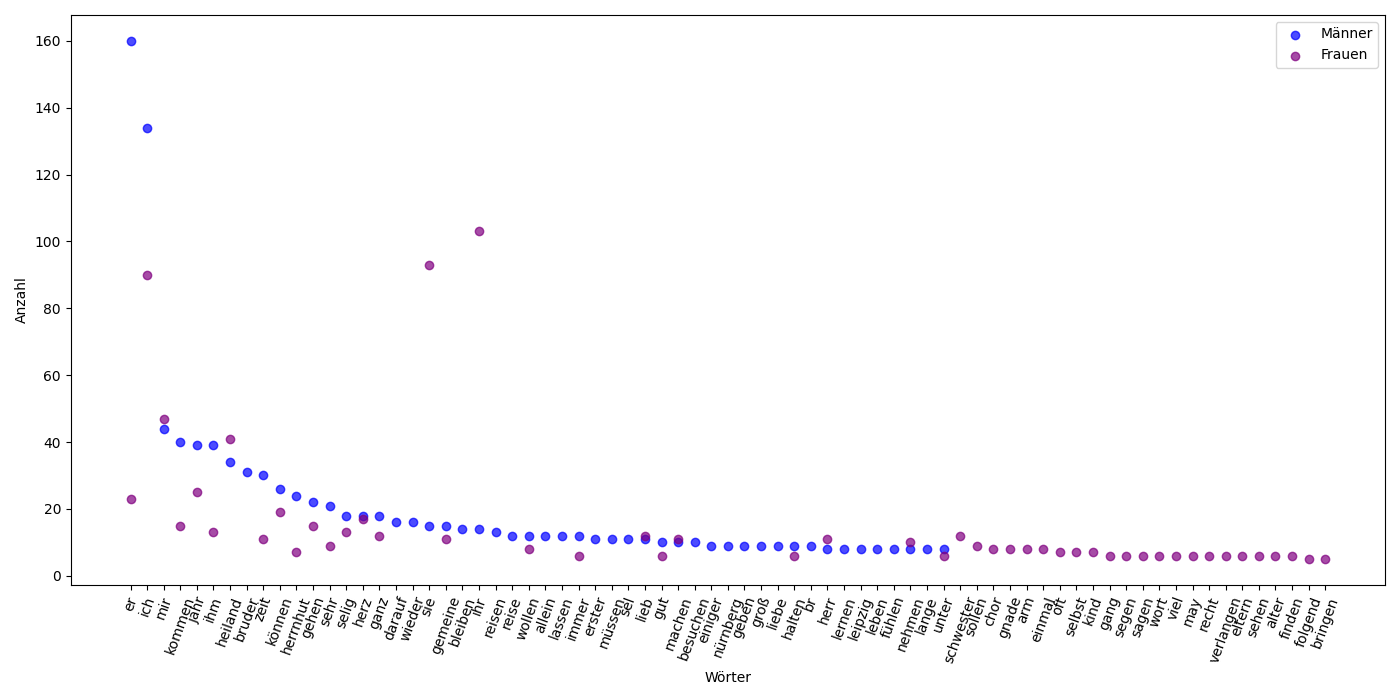 Männer
Frauen
Anzahl
160
140
120
100
80
60
40
20
0
er
ich
mir
kommen
jahr
ihm
heiland
bruder
zeit
können
herrnhut
gehen
sehr
selig
herz
ganz
darauf
wieder
sie
gemeine
bleiben
ihr
reisen
reise
wollen
allein
lassen
immer
erster
müssen
sel
lieb
gut
machen
besuchen
einiger
nürnberg
geben
groß
liebe
halten
br
herr
lernen
leipzig
leben
fühlen
nehmen
lange
unter
schwester
sollen
chor
gnade
arm
einmal
oft
selbst
kind
gang
segen
sagen
wort
viel
may
recht
verlangen
eltern
sehen
alter
finden
folgend
bringen
Wörter